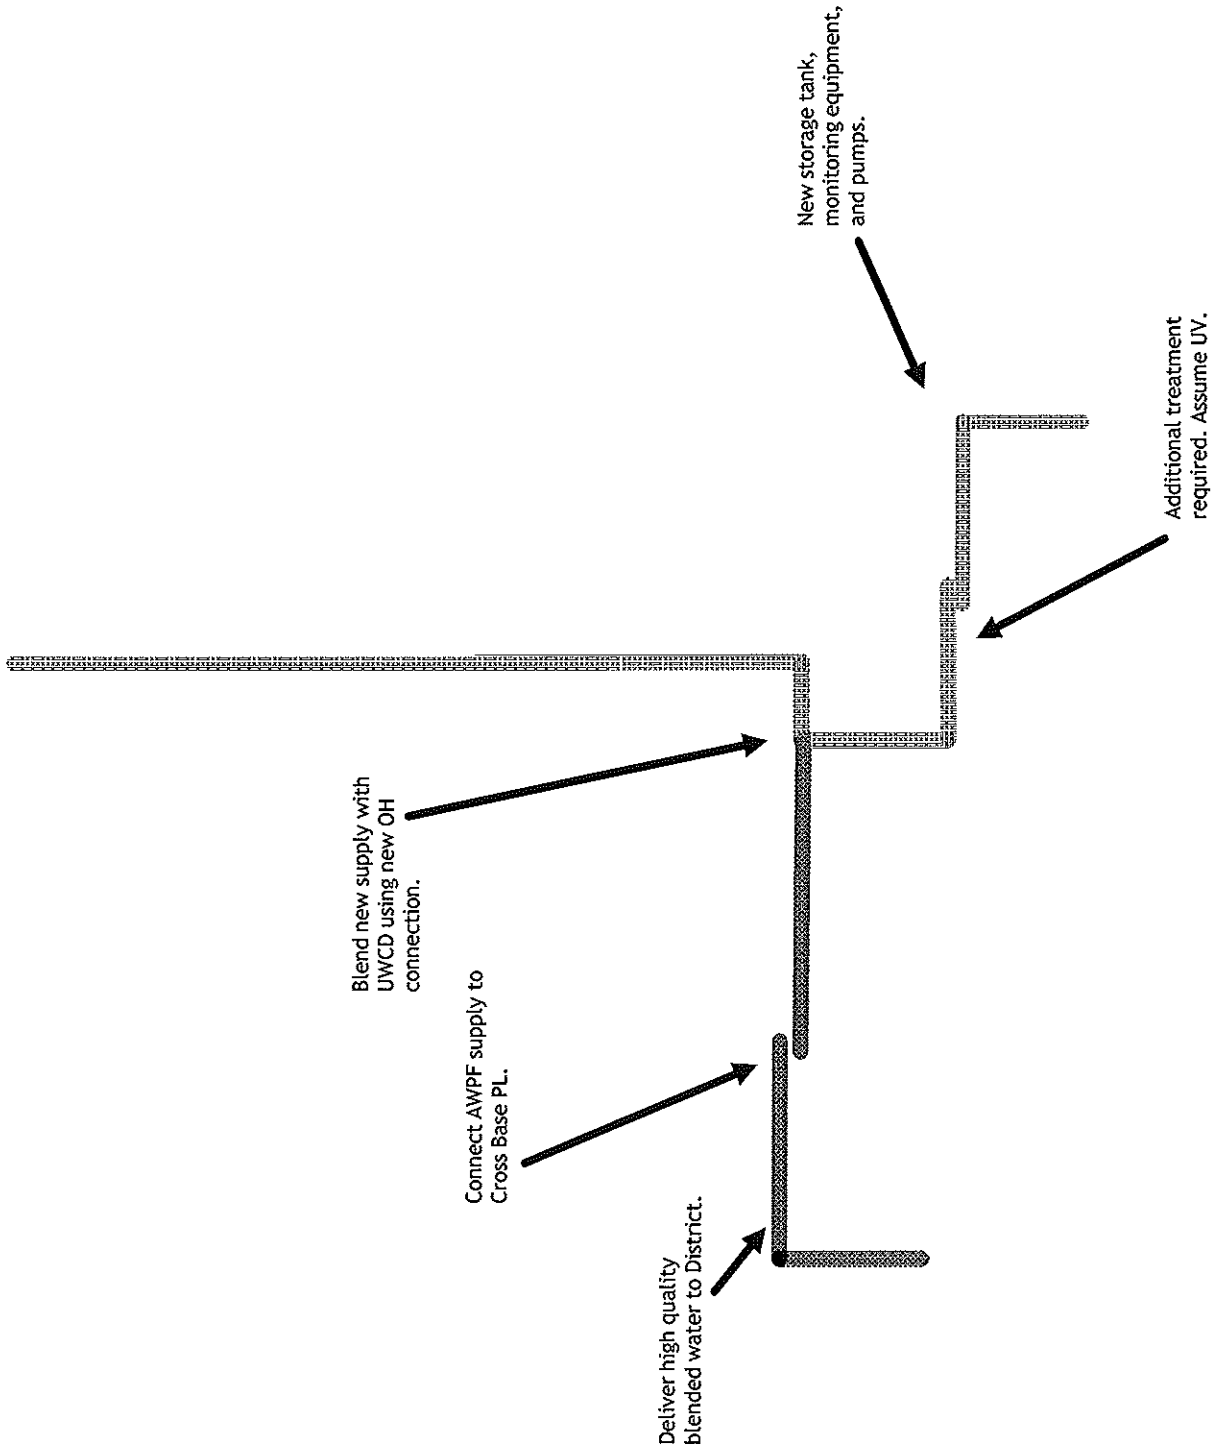 New storage tank,
monitoring equipment,
and pumps.
Additional treatment
required. Assume UV.
Blend new supply with
UWCD using new OH
connection.
Connect AWPF supply to
Cross Base PL.
Deliver high quality
blended water to District.